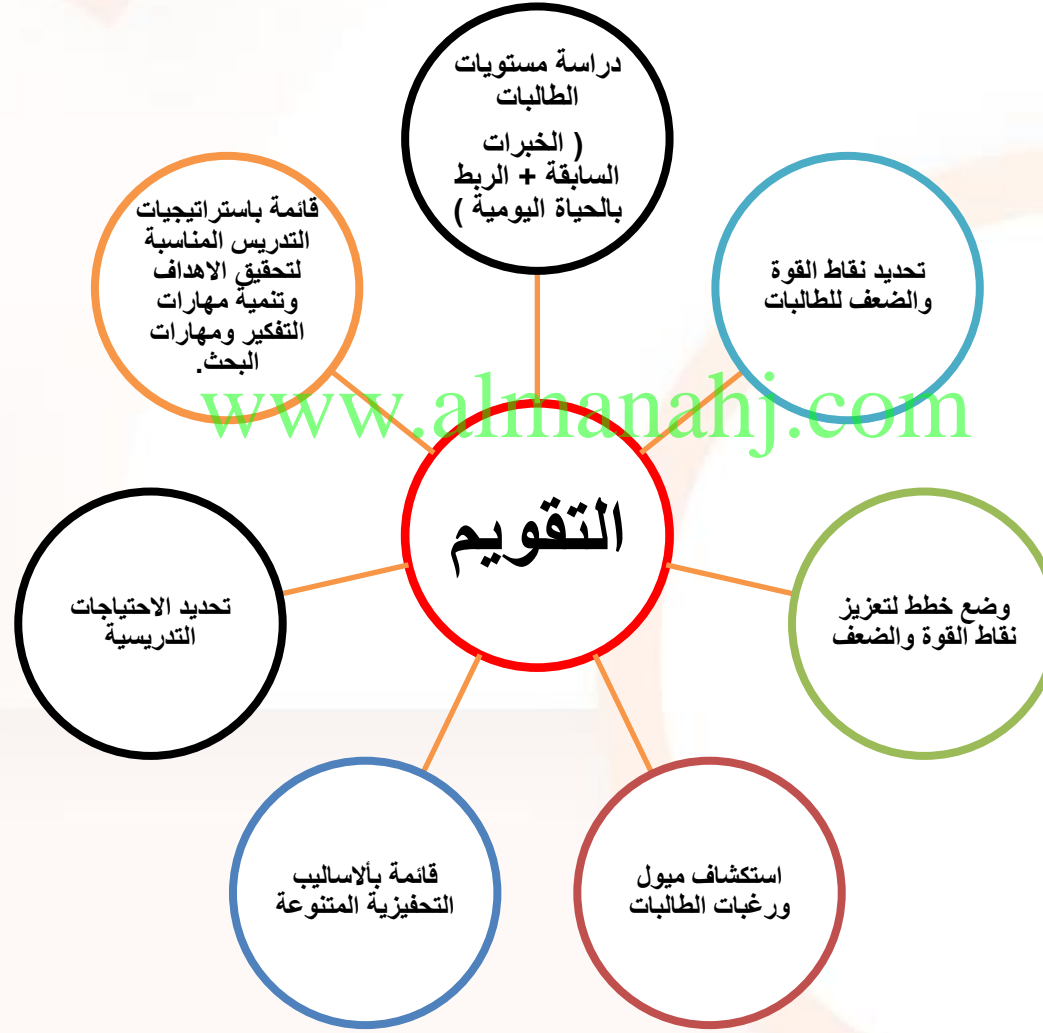 دراسة مستويات
الطالبات
( الخبرات
السابقة + الربط
بالحياة اليومية )
تحديد نقاط القوة
والضعف للطالبات
وضع خطط لتعزيز
نقاط القوة والضعف
استكشاف ميول
ورغبات الطالبات
قائمة بألاساليب
التحفيزية المتنوعة
تحديد الاحتياجات
التدريسية
قائمة باستراتيجيات
التدريس المناسبة
لتحقيق الاهداف
وتنمية مهارات
التفكير ومهارات
البحث.
التقويم
www.almanahj.com